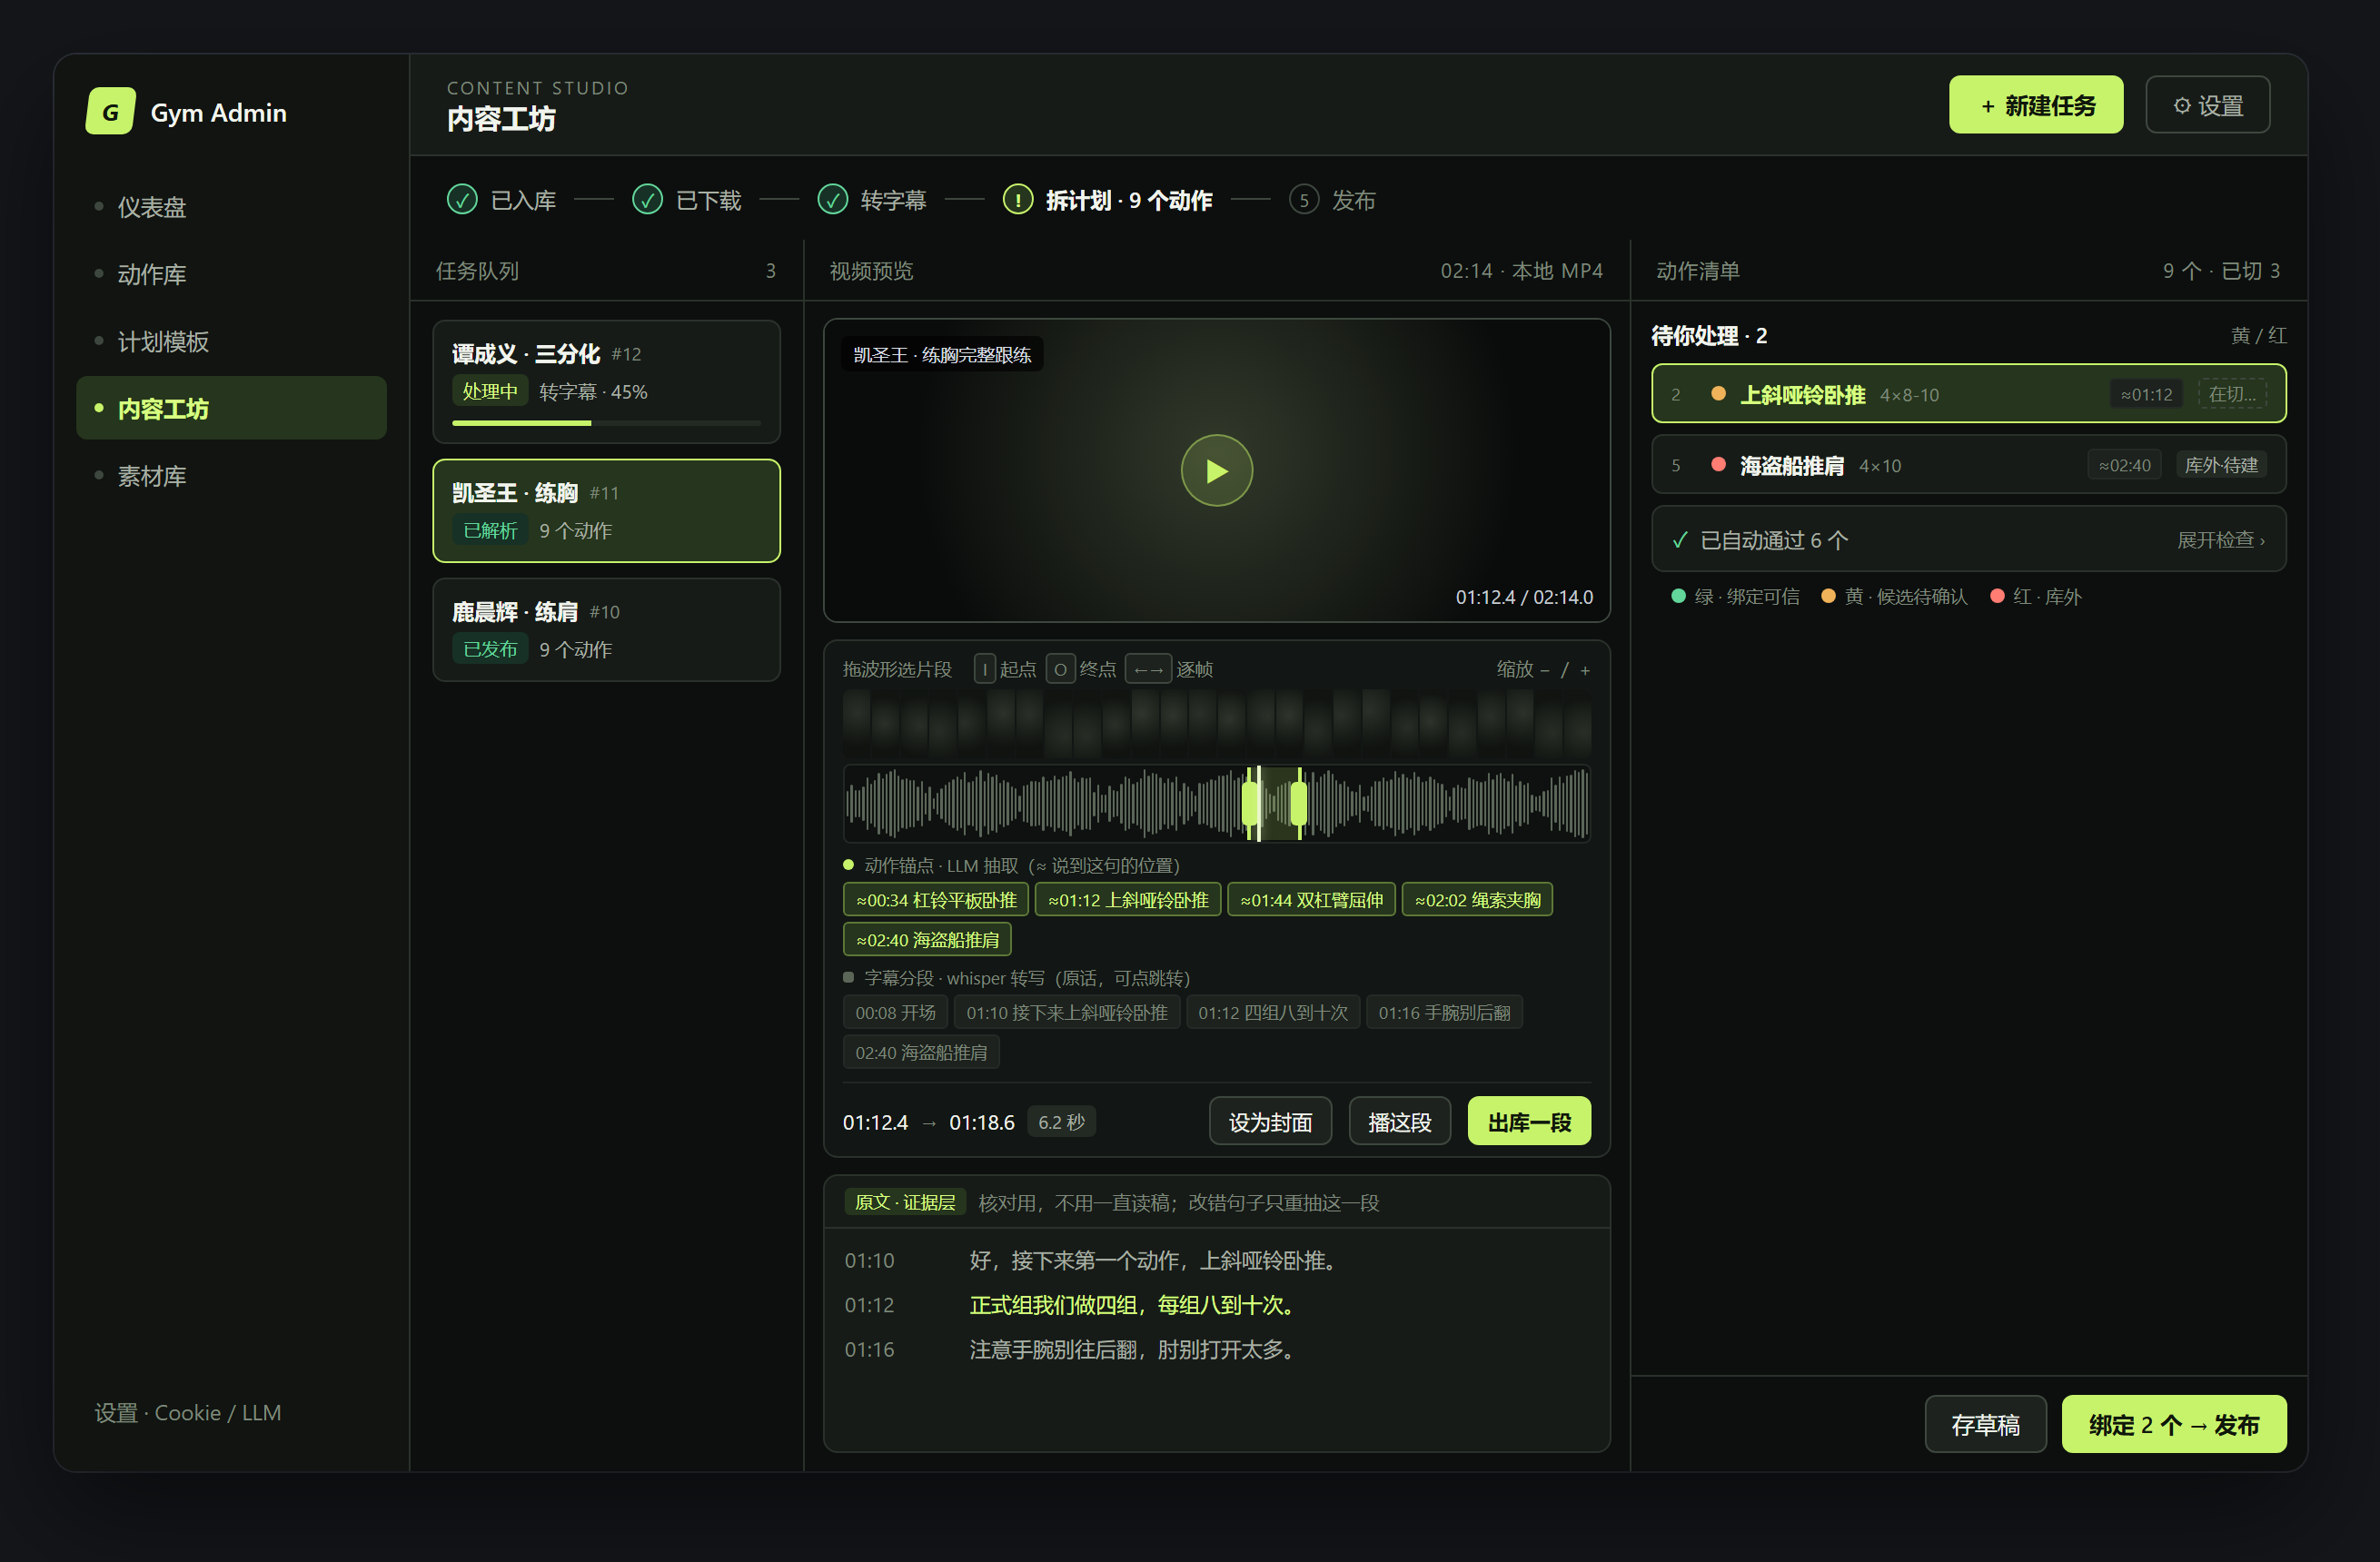 G Gym Admin
仪表盘
动作库
计划模板
内容工坊
素材库
设置 · Cookie / LLM
CONTENT STUDIO
内容工坊
+ 新建任务
⚙ 设置
✓ 已入库
✓ 已下载
✓ 转字幕
! 拆计划 · 9 个动作
5 发布
任务队列 3
谭成义 · 三分化 #12
处理中 转字幕 · 45%
凯圣王 · 练胸 #11
已解析 9 个动作
鹿晨辉 · 练肩 #10
已发布 9 个动作
视频预览 02:14 · 本地 MP4
凯圣王 · 练胸完整跟练
01:12.4 / 02:14.0
拖波形选片段 I 起点 O 终点 ←→ 逐帧 缩放 − / +
动作锚点 · LLM 抽取（≈ 说到这句的位置）
≈00:34 杠铃平板卧推 ≈01:12 上斜哑铃卧推 ≈01:44 双杠臂屈伸 ≈02:02 绳索夹胸
≈02:40 海盗船推肩
字幕分段 · whisper 转写（原话，可点跳转）
00:08 开场 01:10 接下来上斜哑铃卧推 01:12 四组八到十次 01:16 手腕别后翻
02:40 海盗船推肩
01:12.4 → 01:18.6 6.2 秒 设为封面 播这段 出库一段
原文 · 证据层 核对用，不用一直读稿；改错句子只重抽这一段
01:10 好，接下来第一个动作，上斜哑铃卧推。
01:12 正式组我们做四组，每组八到十次。
01:16 注意手腕别往后翻，肘别打开太多。
动作清单 9 个 · 已切 3
待你处理 · 2 黄 / 红
2 上斜哑铃卧推 4×8-10 ≈01:12 在切...
5 海盗船推肩 4×10 ≈02:40 库外·待建
✓ 已自动通过 6 个 展开检查 ›
绿 · 绑定可信 黄 · 候选待确认 红 · 库外
存草稿 绑定 2 个 → 发布